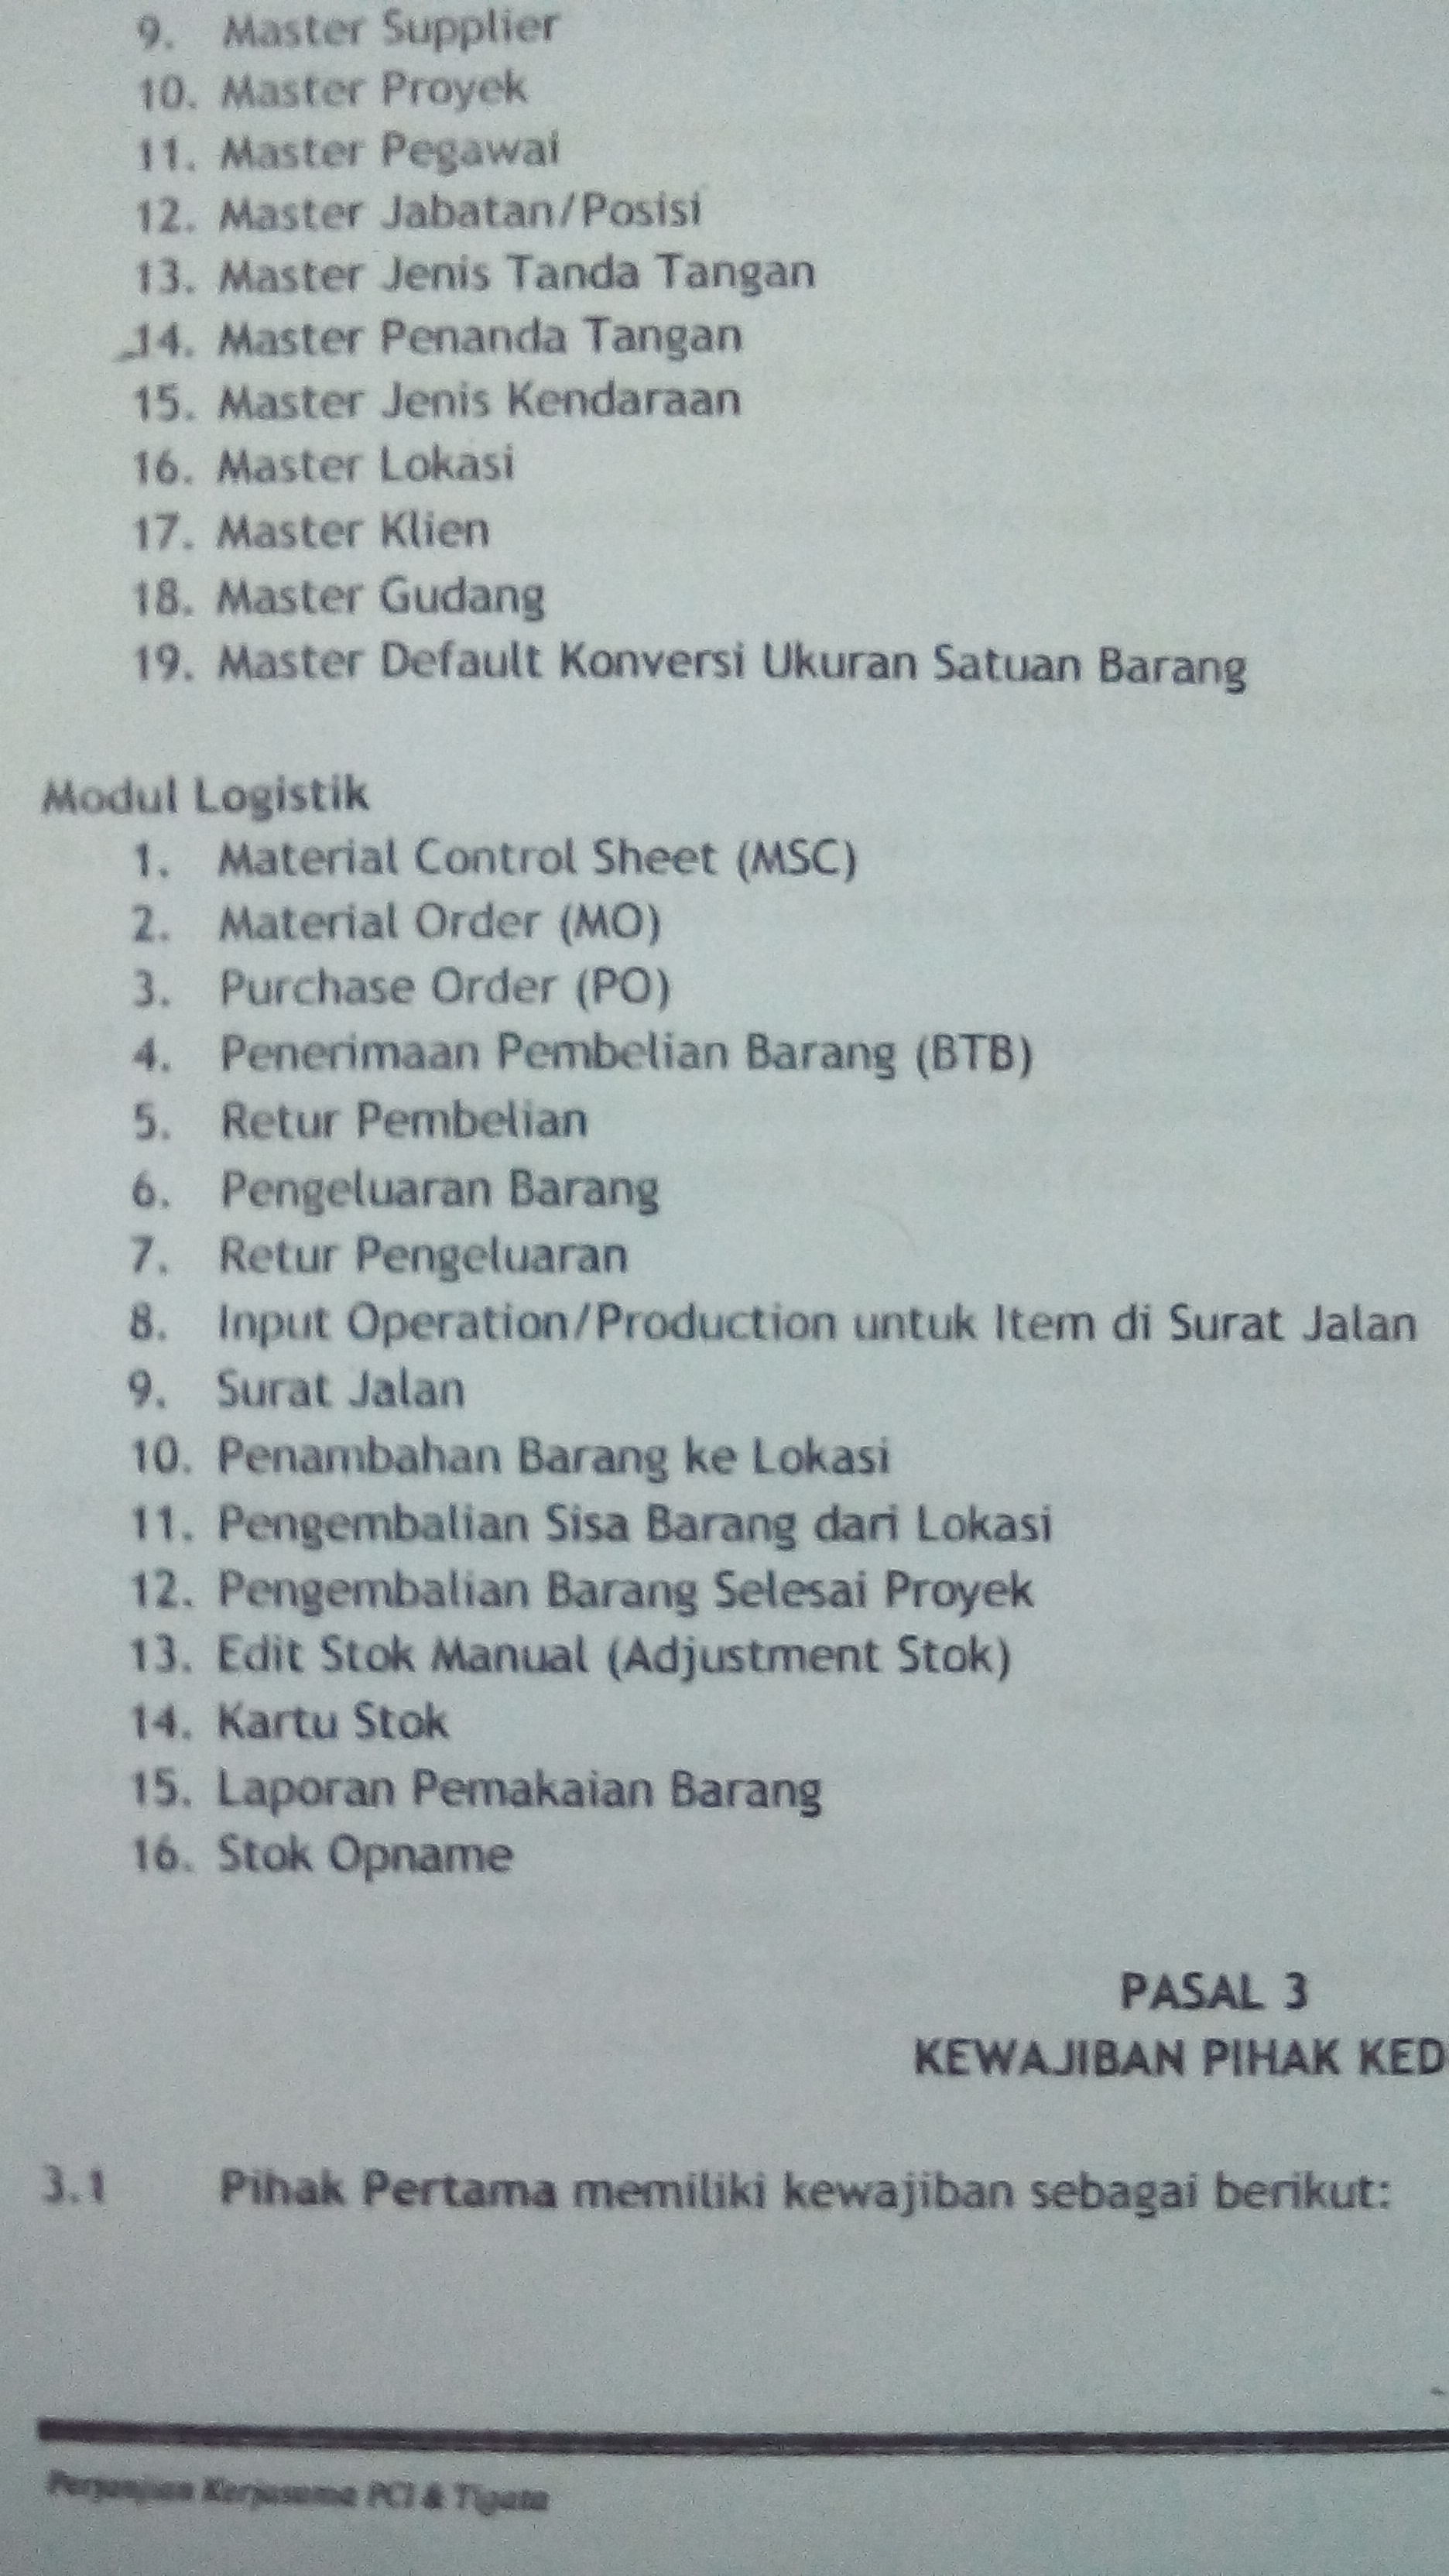 9. Master Supplier
10. Master Proyek
11. Master Pegawai
12. Master Jabatan/Posisi
13. Master Jenis Tanda Tangan
14. Master Penanda Tangan
15. Master Jenis Kendaraan
16. Master Lokasi
17. Master Klien
18. Master Gudang
19. Master Default Konversi Ukuran Satuan Barang
Modul Logistik
1. Material Control Sheet (MSC)
2. Material Order (MO)
3. Purchase Order (PO)
4. Penerimaan Pembelian Barang (BTB)
5. Retur Pembelian
6. Pengeluaran Barang
7. Retur Pengeluaran
8. Input Operation/Production untuk Item di Surat Jalan
9. Surat Jalan
10. Penambahan Barang ke Lokasi
11. Pengembalian Sisa Barang dari Lokasi
12. Pengembalian Barang Selesai Proyek
13. Edit Stok Manual (Adjustment Stok)
14. Kartu Stok
15. Laporan Pemakaian Barang
16. Stok Opname
PASAL 3
KEWAJIBAN PIHAK KED
3.1 Pihak Pertama memiliki kewajiban sebagai berikut:
Perjanjian Kerjasama PCI &